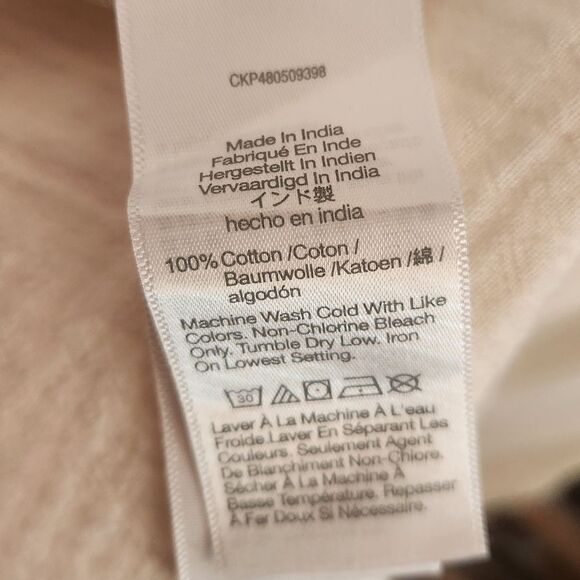 CKP480509398
Made In India
Fabriqué En Inde
Hergestellt In Indien
Vervaardigd In India
インド製
hecho en india
100% Cotton /Coton /
Baumwolle /Katoen /綿 /
algodón
Machine Wash Cold With Like
Colors. Non-Chlorine Bleach
Only. Tumble Dry Low. Iron
On Lowest Setting.
30
Laver À La Machine À L'eau
Froide.Laver En Séparant Les
Couleurs. Seulement Agent
De Blanchiment Non-Chlore.
Sécher À La Machine À
Basse Température. Repasser
À Fer Doux Si Nécessaire.